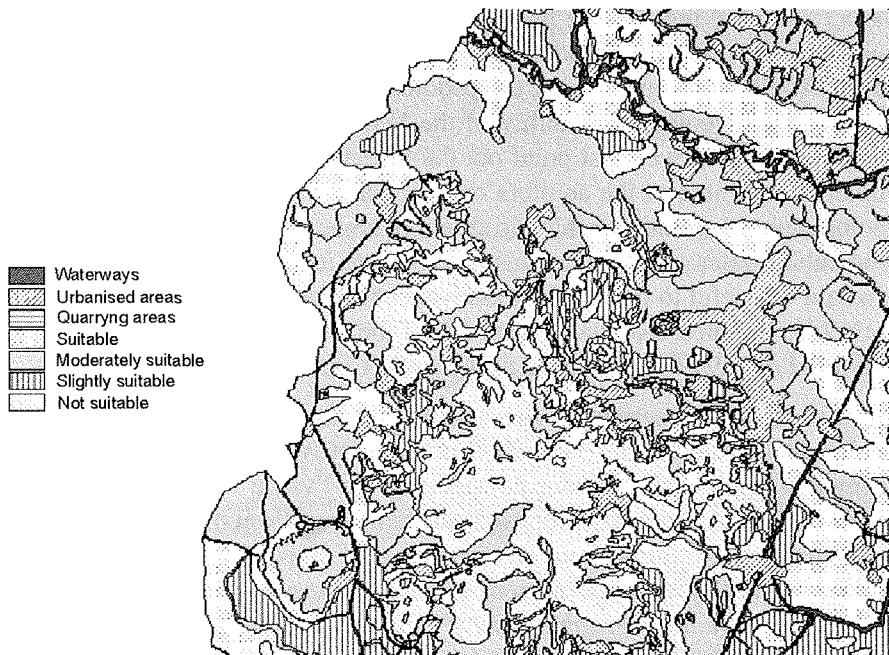 Waterways
Urbanised areas
Quarryng areas
Suitable
Moderately suitable
Slightly suitable
Not suitable